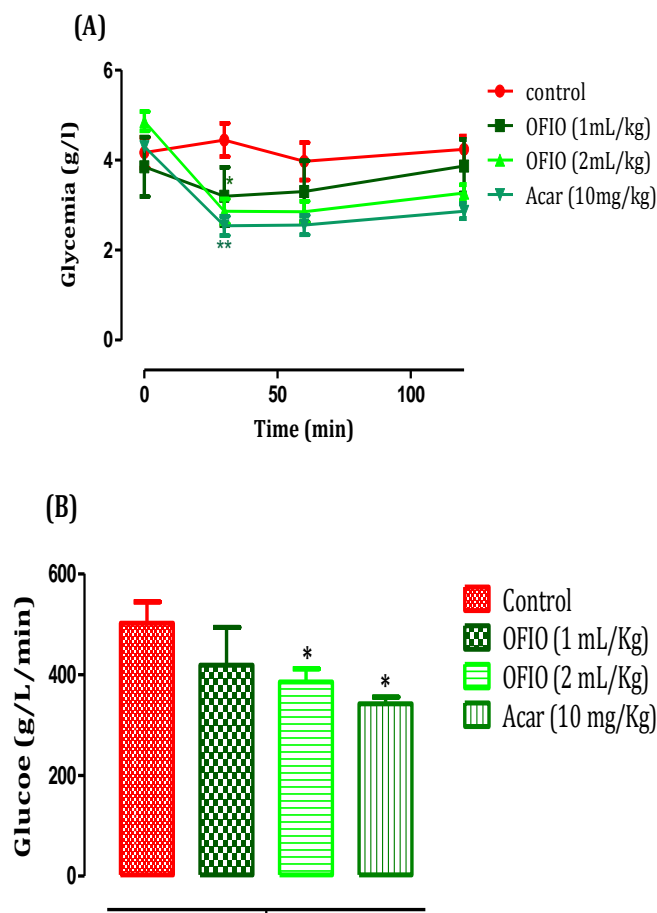 (A)
Glycemia (g/l)
6
4
2
0
*
**
0 50 100
Time (min)
control
OFIO (1mL/kg)
OFIO (2mL/kg)
Acar (10mg/kg)
(B)
Glucoe (g/L/min)
600
400
200
0
* *
Control
OFIO (1 mL/Kg)
OFIO (2 mL/Kg)
Acar (10 mg/Kg)